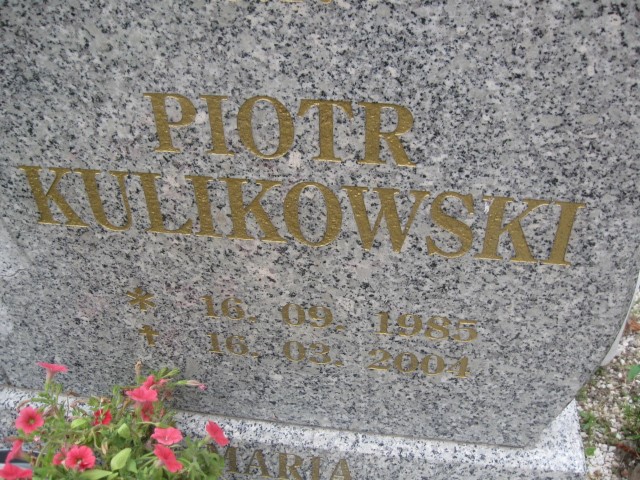 PIOTR
KULIKOWSKI
* 16. 09. 1985
† 16. 03. 2004
MARIA